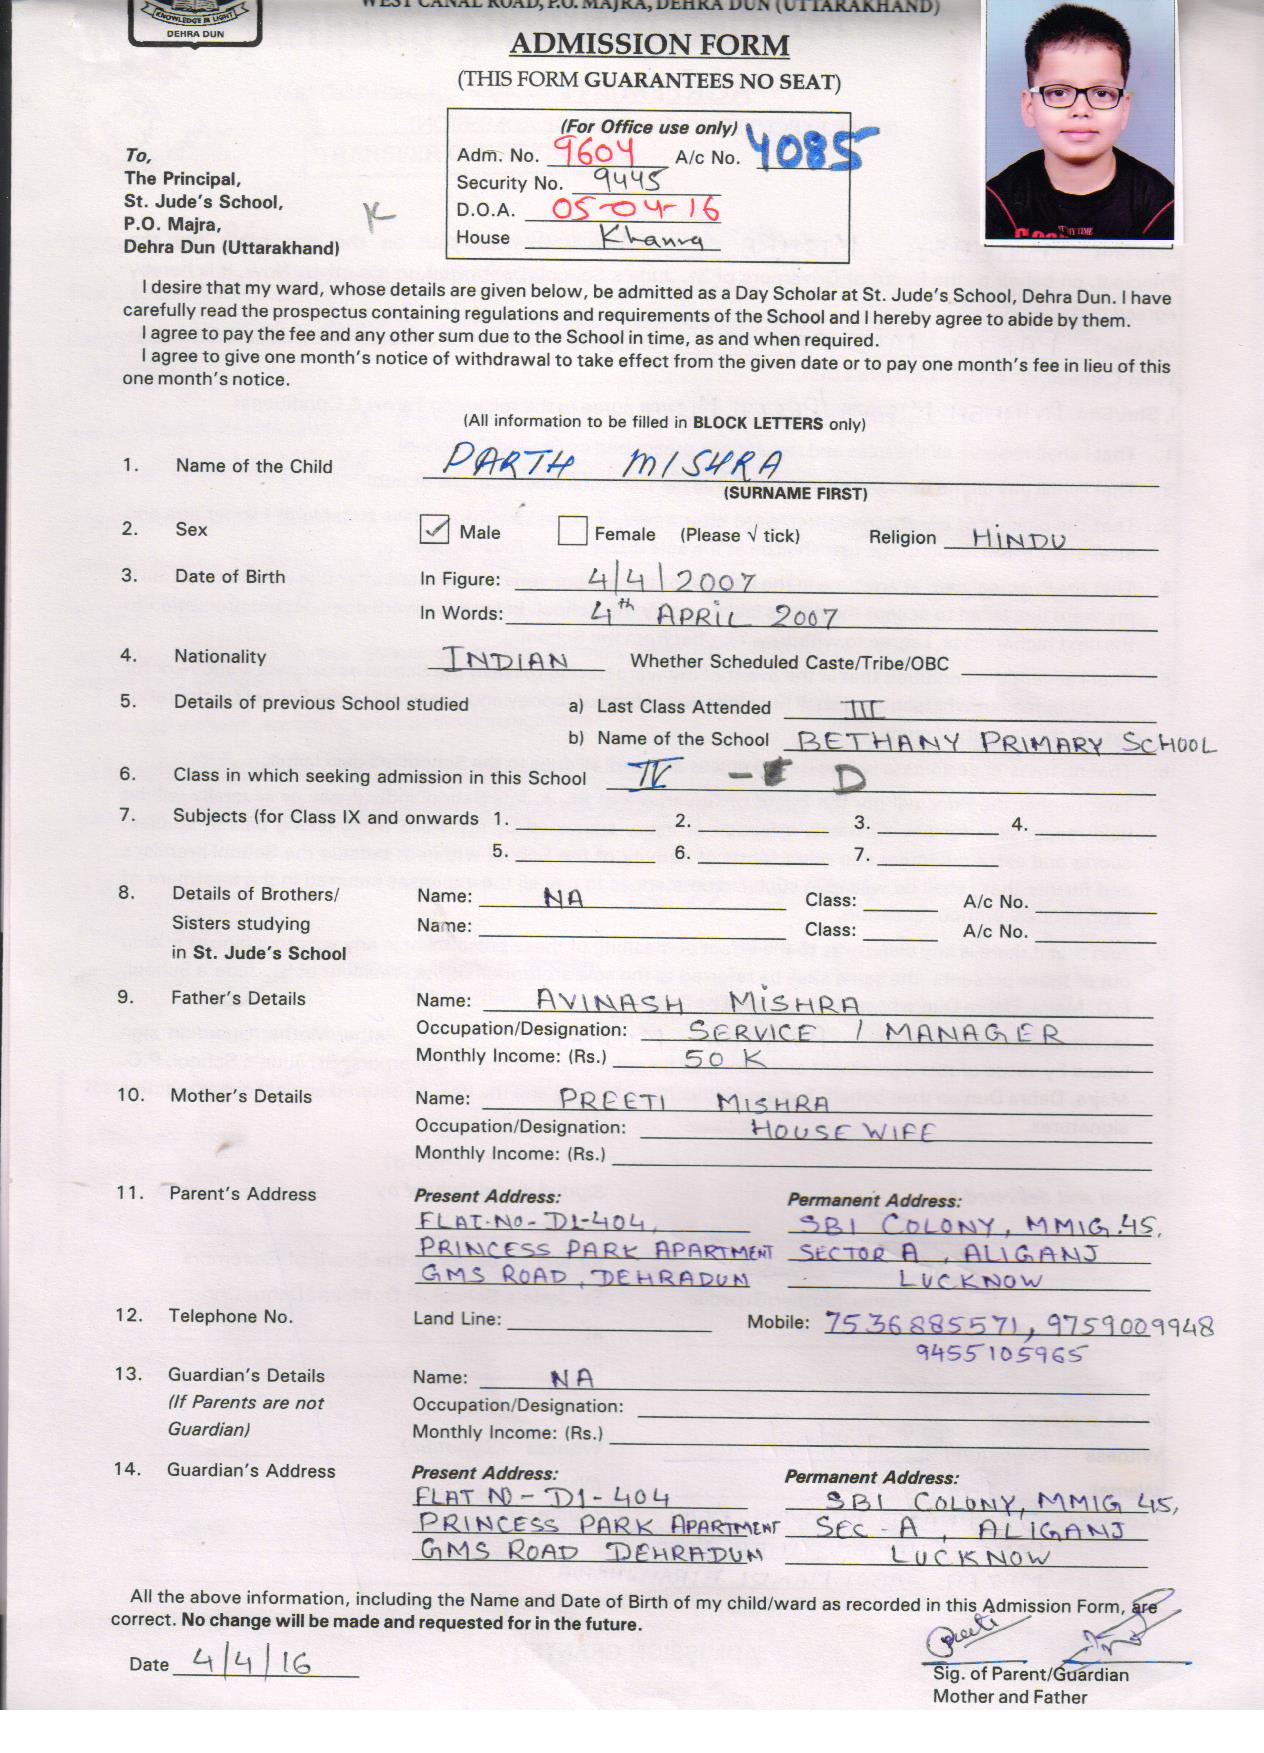 WEST CANAL ROAD, P.O. MAJRA, DEHRA DUN (UTTARAKHAND)
KNOWLEDGE IS LIGHT
DEHRA DUN
ADMISSION FORM
(THIS FORM GUARANTEES NO SEAT)
(For Office use only)
Adm. No. 9604 A/c No. 4085
Security No. 9445
D.O.A. 05-04-16
House Khanra
To,
The Principal,
St. Jude's School,
P.O. Majra,
Dehra Dun (Uttarakhand)
K
I desire that my ward, whose details are given below, be admitted as a Day Scholar at St. Jude's School, Dehra Dun. I have
carefully read the prospectus containing regulations and requirements of the School and I hereby agree to abide by them.
I agree to pay the fee and any other sum due to the School in time, as and when required.
I agree to give one month's notice of withdrawal to take effect from the given date or to pay one month's fee in lieu of this
one month's notice.
(All information to be filled in BLOCK LETTERS only)
1. Name of the Child PARTH MISHRA
(SURNAME FIRST)
2. Sex ✓ Male Female (Please √ tick) Religion HINDU
3. Date of Birth In Figure: 4/4/2007
In Words: 4th APRIL 2007
4. Nationality INDIAN Whether Scheduled Caste/Tribe/OBC
5. Details of previous School studied a) Last Class Attended III
b) Name of the School BETHANY PRIMARY SCHOOL
6. Class in which seeking admission in this School IV - D
7. Subjects (for Class IX and onwards 1. 2. 3. 4.
5. 6. 7.
8. Details of Brothers/ Name: NA Class: A/c No.
Sisters studying Name: Class: A/c No.
in St. Jude's School
9. Father's Details Name: AVINASH MISHRA
Occupation/Designation: SERVICE / MANAGER
Monthly Income: (Rs.) 50 K
10. Mother's Details Name: PREETI MISHRA
Occupation/Designation: HOUSE WIFE
Monthly Income: (Rs.)
11. Parent's Address Present Address: Permanent Address:
FLAT-NO-D1-404, SBI COLONY, MMIG.45,
PRINCESS PARK APARTMENT SECTOR A, ALIGANJ
GMS ROAD, DEHRADUN LUCKNOW
12. Telephone No. Land Line: Mobile: 7536885571, 9759009948
9455105965
13. Guardian's Details Name: NA
(If Parents are not Occupation/Designation:
Guardian) Monthly Income: (Rs.)
14. Guardian's Address Present Address: Permanent Address:
FLAT NO-D1-404 SBI COLONY, MMIG 45,
PRINCESS PARK APARTMENT SEC-A, ALIGANJ
GMS ROAD DEHRADUN LUCKNOW
All the above information, including the Name and Date of Birth of my child/ward as recorded in this Admission Form, are
correct. No change will be made and requested for in the future.
Date 4/4/16 Preeti
Sig. of Parent/Guardian
Mother and Father